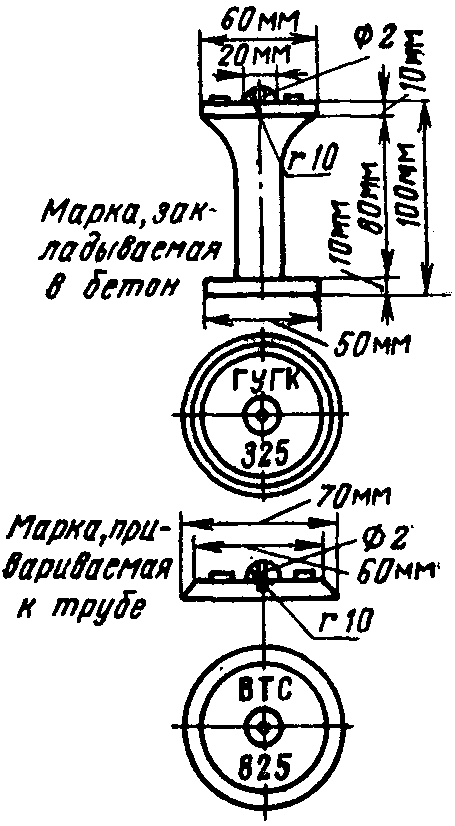 60мм
Ф2
20мм
10мм
r10
100мм
80мм
10мм
Марка, зак-
ладываемая
в бетон
50мм
ГУГК
325
70мм
Марка, при-
вариваемая
к трубе
Ф2
60мм
r10
ВТС
825